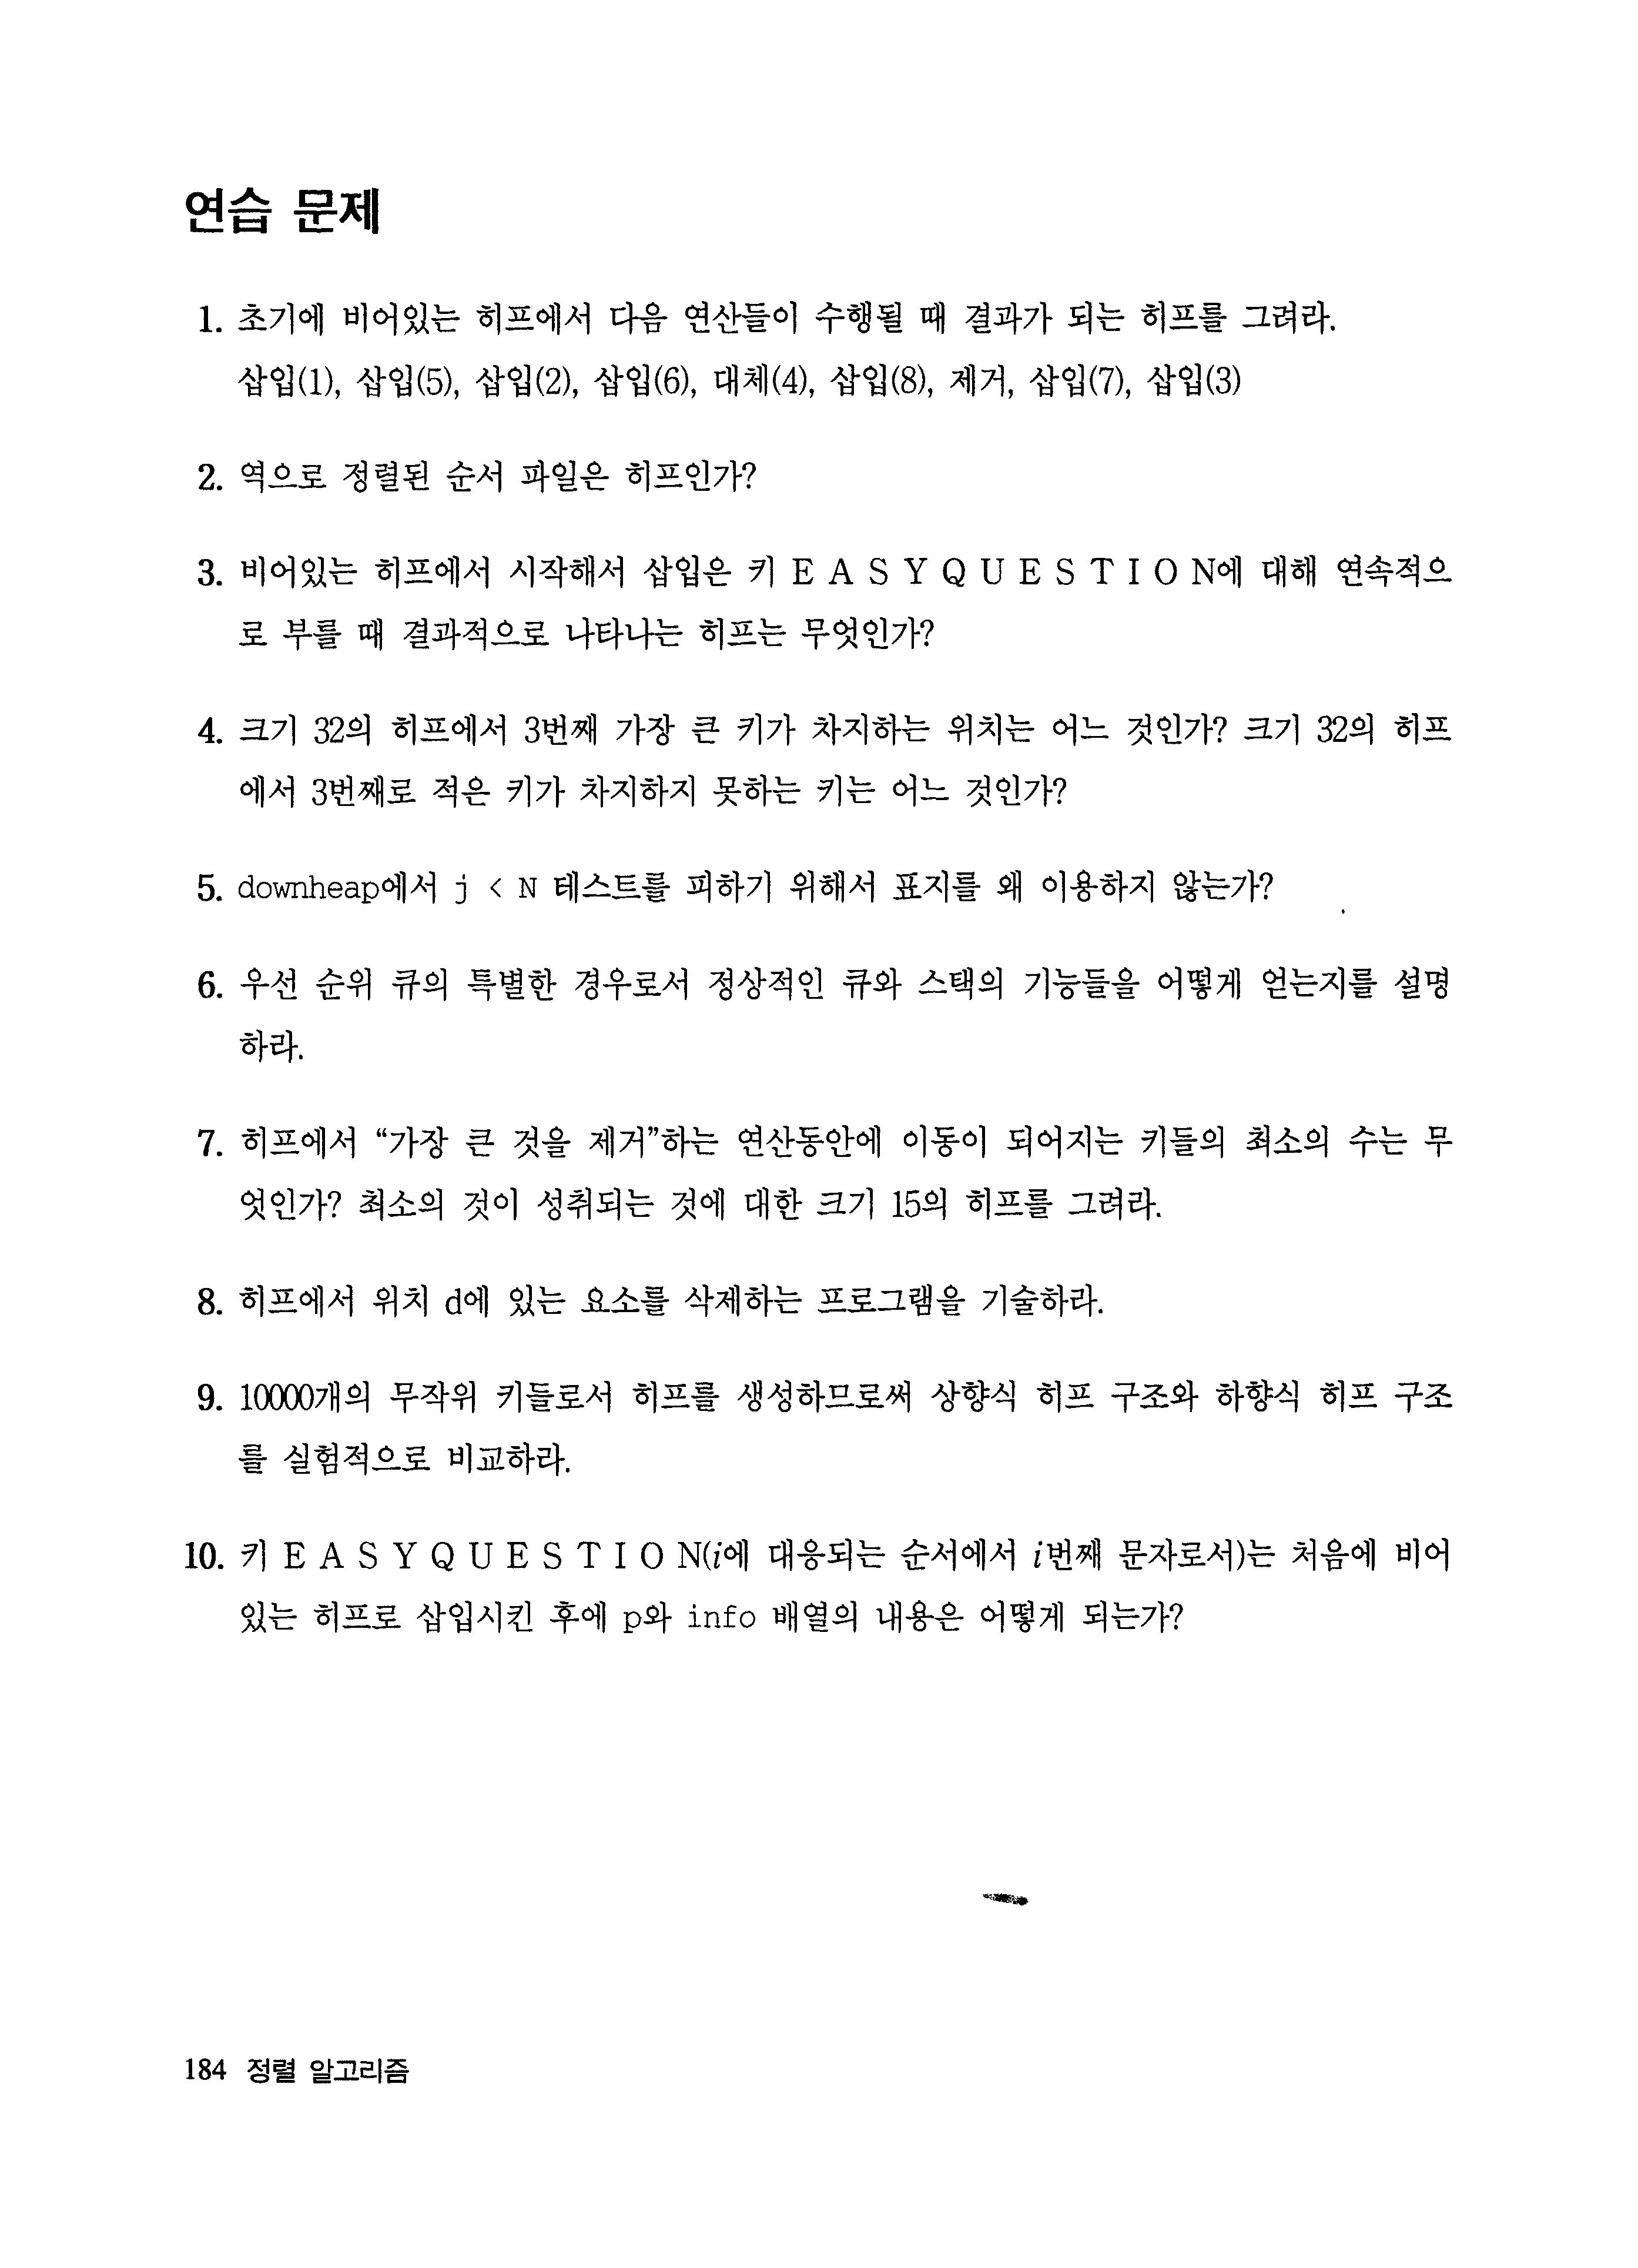 연습 문제
1. 초기에 비어있는 히프에서 다음 연산들이 수행될 때 결과가 되는 히프를 그려라.
삽입(1), 삽입(5), 삽입(2), 삽입(6), 대체(4), 삽입(8), 제거, 삽입(7), 삽입(3)
2. 역으로 정렬된 순서 파일은 히프인가?
3. 비어있는 히프에서 시작해서 삽입은 키 E A S Y Q U E S T I O N에 대해 연속적으
로 부를 때 결과적으로 나타나는 히프는 무엇인가?
4. 크기 32의 히프에서 3번째 가장 큰 키가 차지하는 위치는 어느 것인가? 크기 32의 히프
에서 3번째로 적은 키가 차지하지 못하는 키는 어느 것인가?
5. downheap에서 j < N 테스트를 피하기 위해서 표지를 왜 이용하지 않는가?
6. 우선 순위 큐의 특별한 경우로서 정상적인 큐와 스택의 기능들을 어떻게 얻는지를 설명
하라.
7. 히프에서 “가장 큰 것을 제거”하는 연산동안에 이동이 되어지는 키들의 최소의 수는 무
엇인가? 최소의 것이 성취되는 것에 대한 크기 15의 히프를 그려라.
8. 히프에서 위치 d에 있는 요소를 삭제하는 프로그램을 기술하라.
9. 10000개의 무작위 키들로서 히프를 생성하므로써 상향식 히프 구조와 하향식 히프 구조
를 실험적으로 비교하라.
10. 키 E A S Y Q U E S T I O N(i에 대응되는 순서에서 i번째 문자로서)는 처음에 비어
있는 히프로 삽입시킨 후에 p와 info 배열의 내용은 어떻게 되는가?
184 정렬 알고리즘